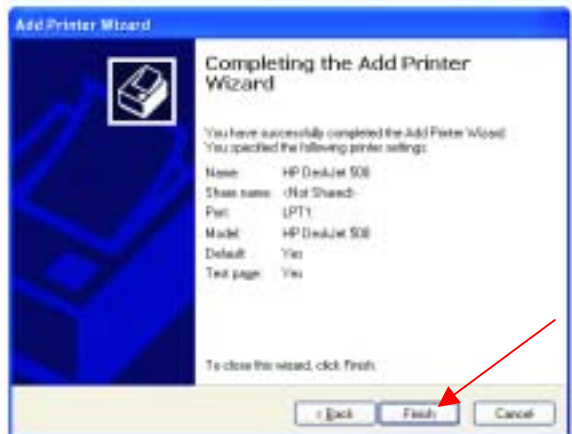 Add Printer Wizard
Completing the Add Printer
Wizard
You have successfully completed the Add Printer Wizard.
You specified the following printer settings:
Name: HP DeskJet 500
Share name: <Not Shared>
Port: LPT1:
Model: HP DeskJet 500
Default: Yes
Test page: Yes
To close this wizard, click Finish.
< Back Finish Cancel